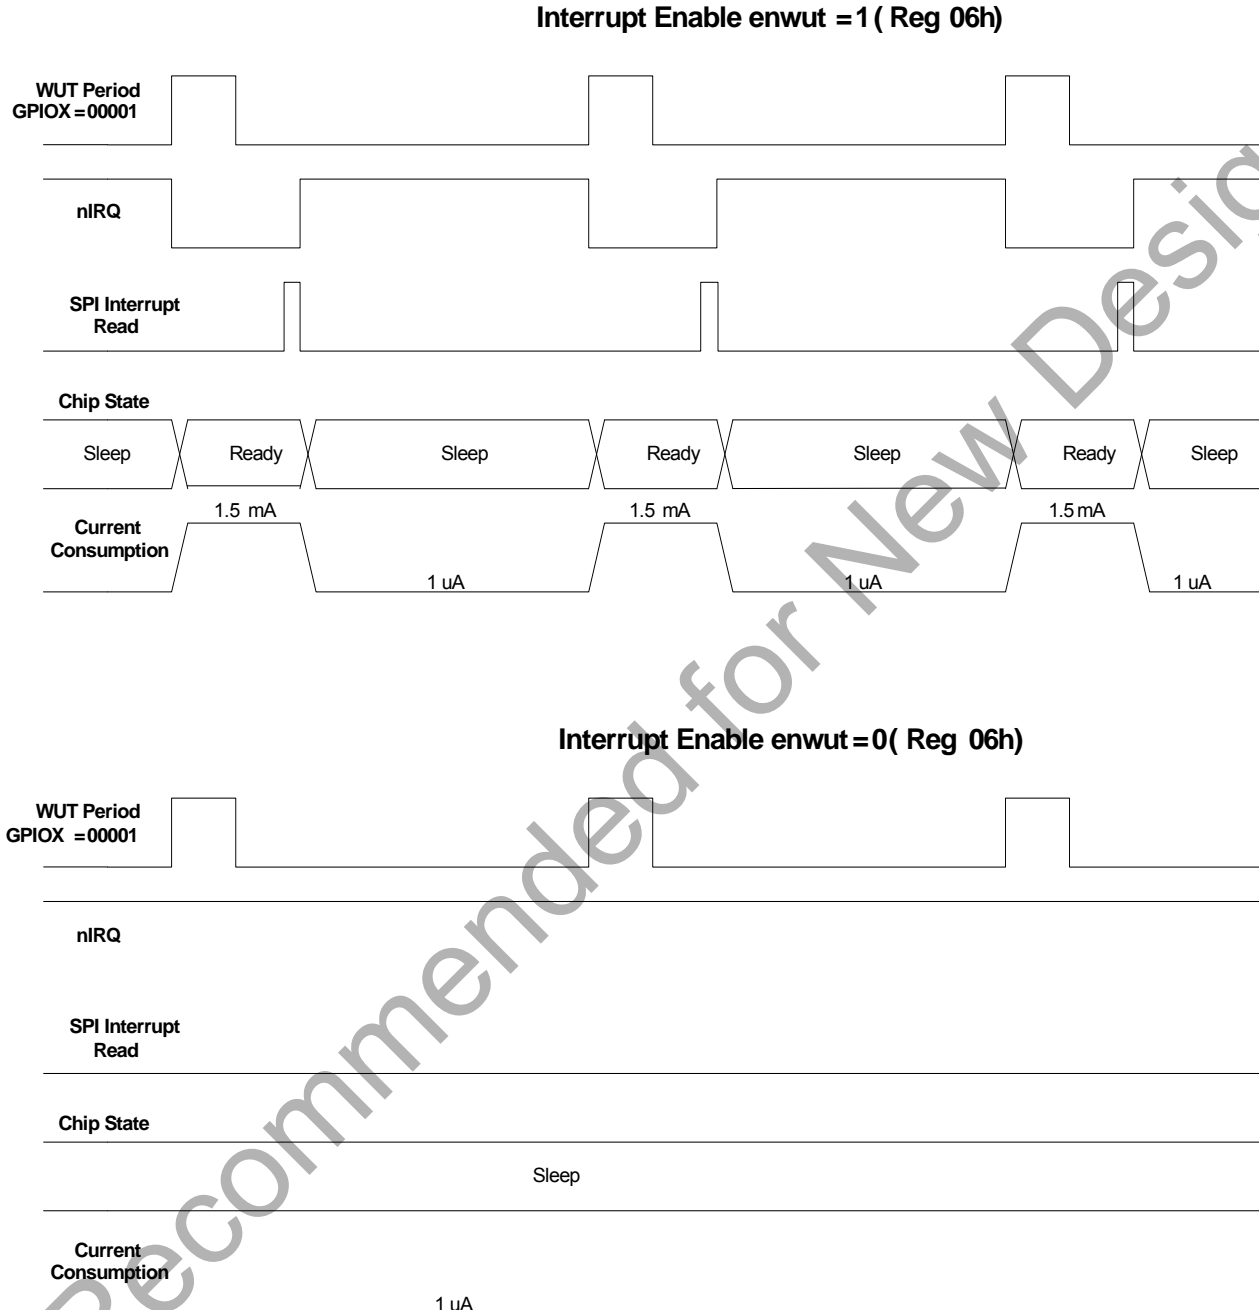 Interrupt Enable enwut =1( Reg 06h)
WUT Period
GPIOX=00001
nIRQ
SPI Interrupt
Read
Chip State
Sleep Ready Sleep Ready Sleep Ready Sleep
1.5 mA 1.5 mA 1.5 mA
Current
Consumption
1 uA 1 uA 1 uA
Interrupt Enable enwut=0( Reg 06h)
WUT Period
GPIOX =00001
nIRQ
SPI Interrupt
Read
Chip State
Sleep
Current
Consumption
1 uA
Recommended for New Desig